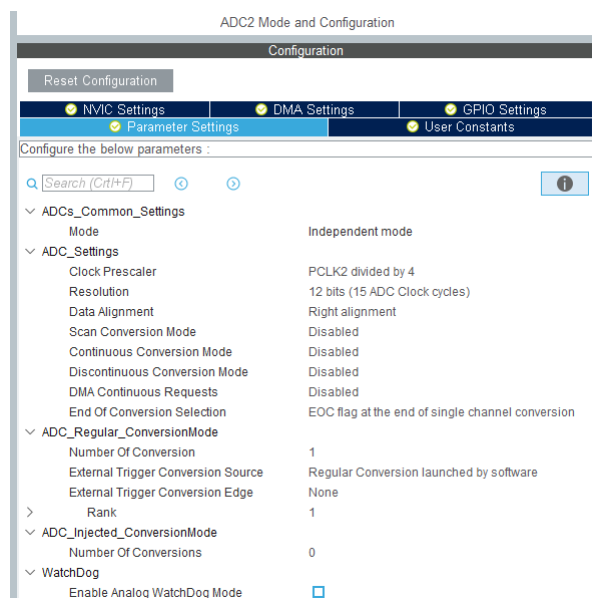 ADC2 Mode and Configuration
Configuration
Reset Configuration
NVIC Settings DMA Settings GPIO Settings
Parameter Settings User Constants
Configure the below parameters :
Search (Crtl+F)
ADCs_Common_Settings
Mode Independent mode
ADC_Settings
Clock Prescaler PCLK2 divided by 4
Resolution 12 bits (15 ADC Clock cycles)
Data Alignment Right alignment
Scan Conversion Mode Disabled
Continuous Conversion Mode Disabled
Discontinuous Conversion Mode Disabled
DMA Continuous Requests Disabled
End Of Conversion Selection EOC flag at the end of single channel conversion
ADC_Regular_ConversionMode
Number Of Conversion 1
External Trigger Conversion Source Regular Conversion launched by software
External Trigger Conversion Edge None
Rank 1
ADC_Injected_ConversionMode
Number Of Conversions 0
WatchDog
Enable Analog WatchDog Mode